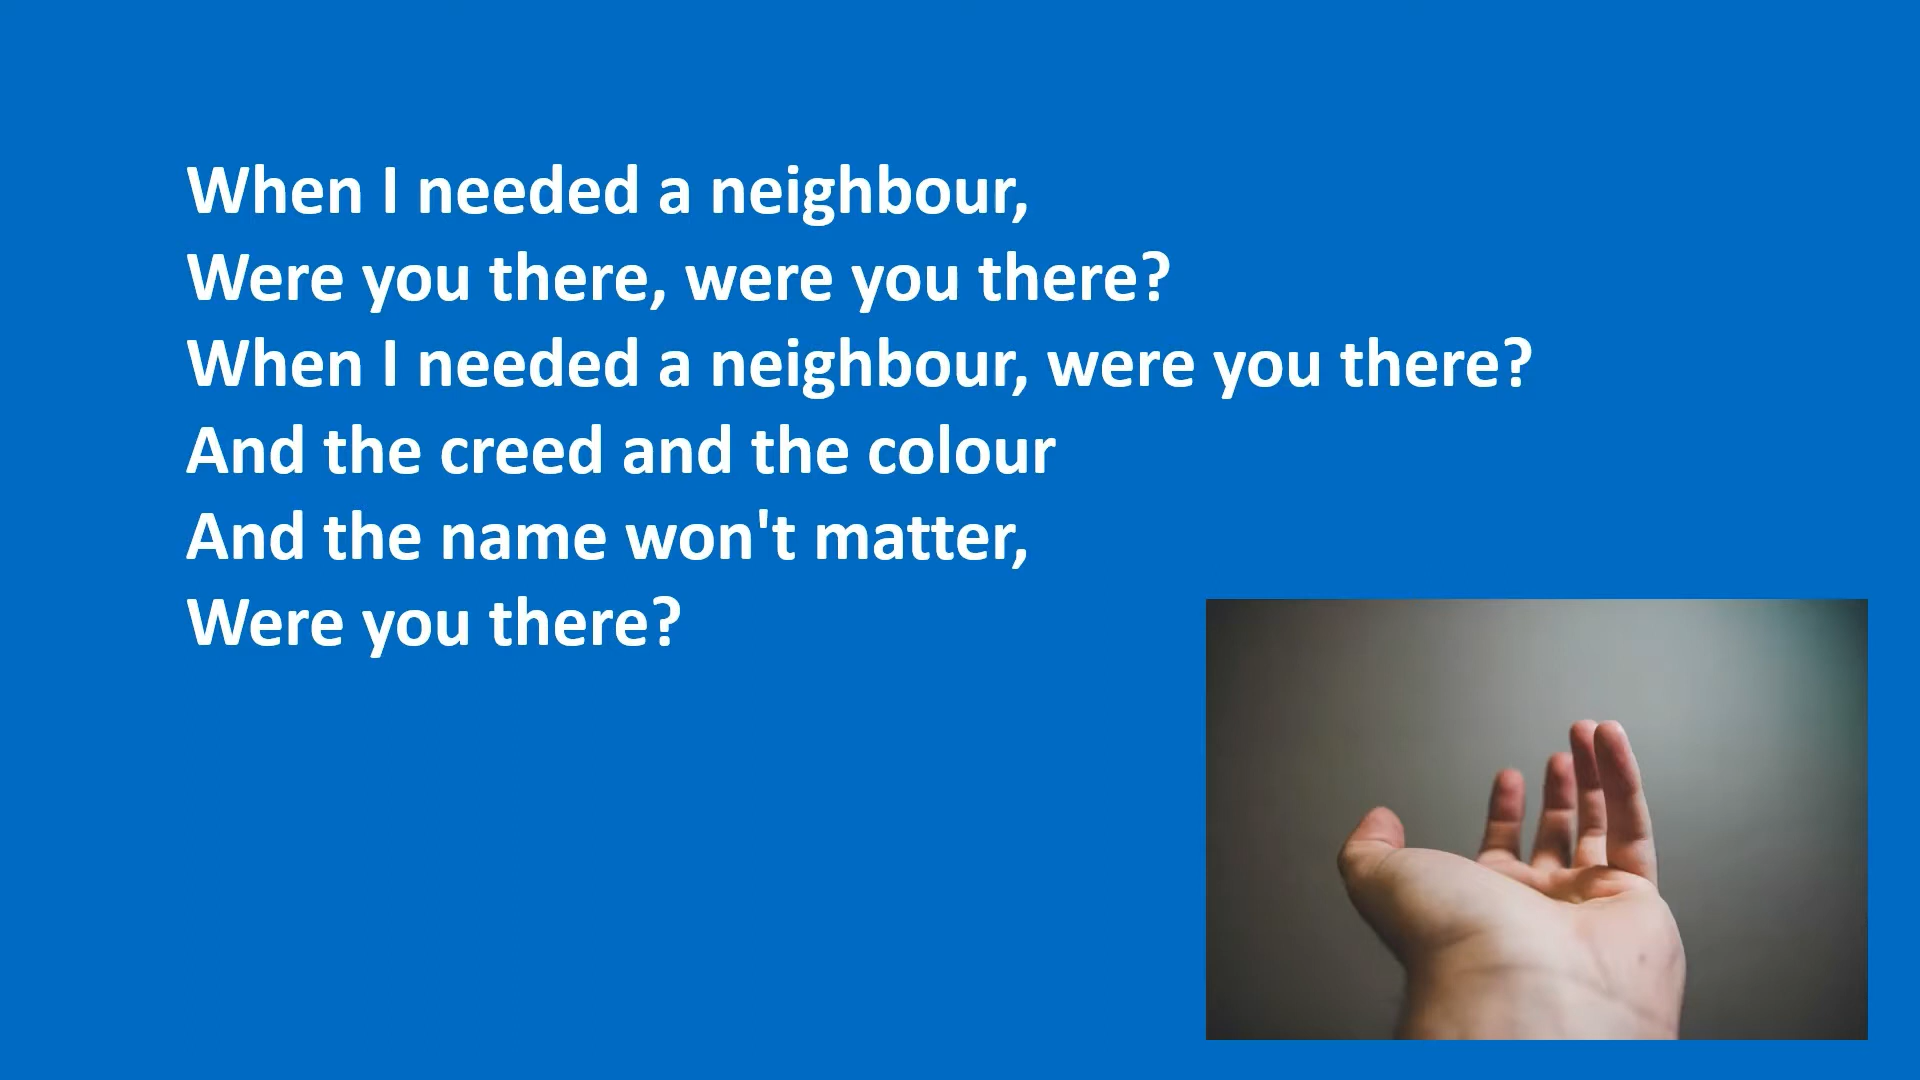 When I needed a neighbour,
Were you there, were you there?
When I needed a neighbour, were you there?
And the creed and the colour
And the name won't matter,
Were you there?